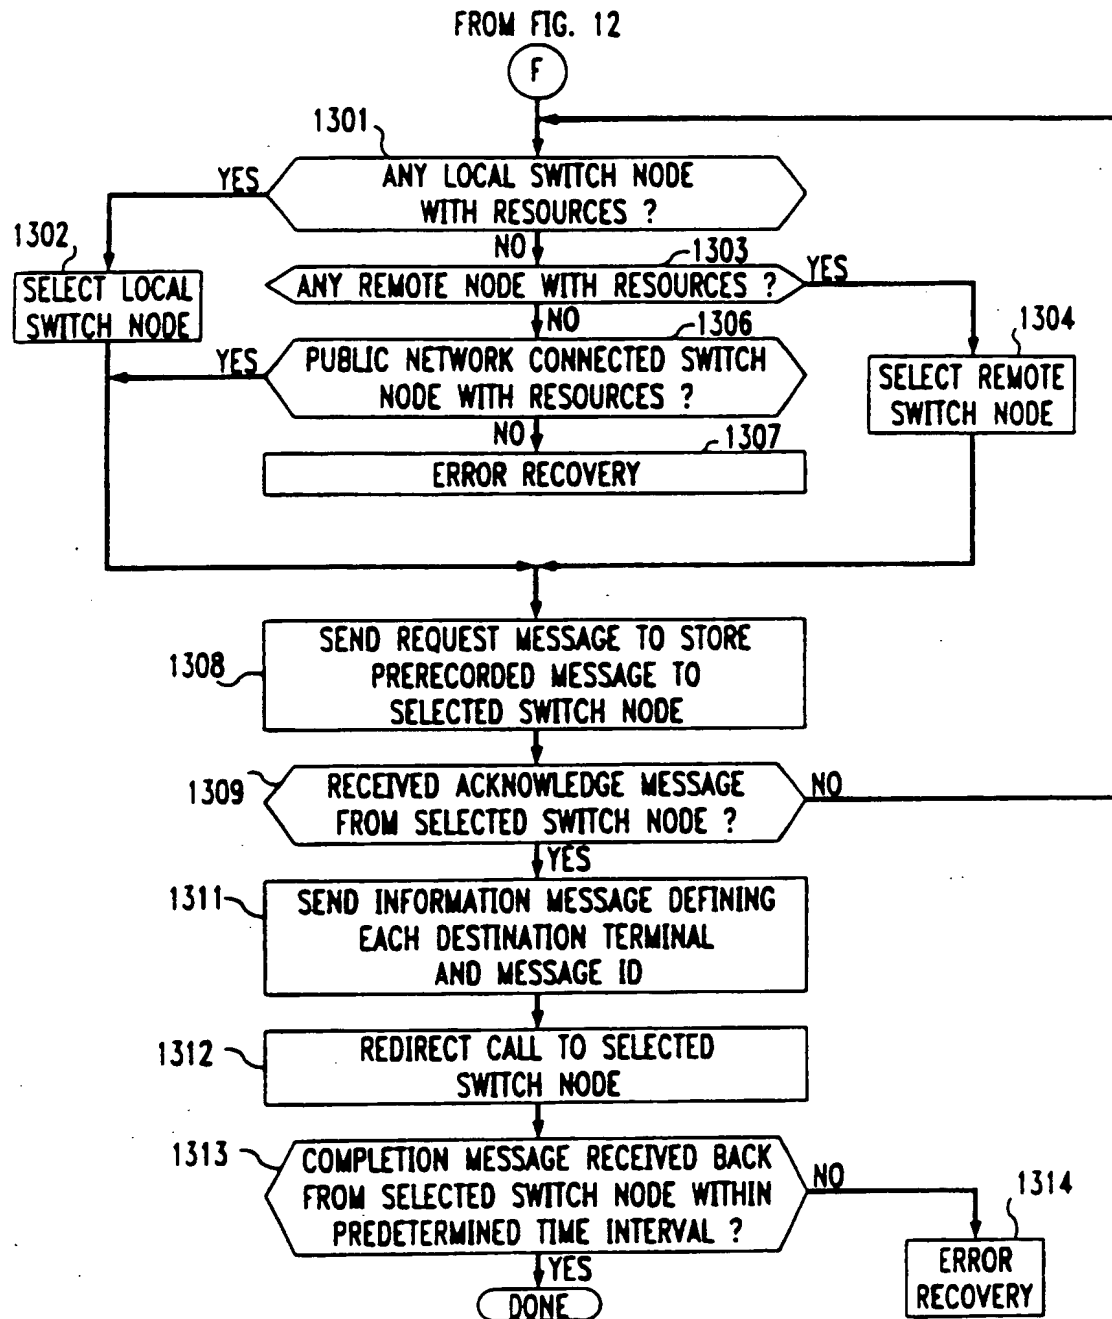 FROM FIG. 12
F
1301
YES
ANY LOCAL SWITCH NODE
WITH RESOURCES ?
1302
SELECT LOCAL
SWITCH NODE
NO
1303
ANY REMOTE NODE WITH RESOURCES ?
YES
1304
SELECT REMOTE
SWITCH NODE
NO
1306
YES
PUBLIC NETWORK CONNECTED SWITCH
NODE WITH RESOURCES ?
NO
1307
ERROR RECOVERY
1308
SEND REQUEST MESSAGE TO STORE
PRERECORDED MESSAGE TO
SELECTED SWITCH NODE
1309
RECEIVED ACKNOWLEDGE MESSAGE
FROM SELECTED SWITCH NODE ?
NO
YES
1311
SEND INFORMATION MESSAGE DEFINING
EACH DESTINATION TERMINAL
AND MESSAGE ID
1312
REDIRECT CALL TO SELECTED
SWITCH NODE
1313
COMPLETION MESSAGE RECEIVED BACK
FROM SELECTED SWITCH NODE WITHIN
PREDETERMINED TIME INTERVAL ?
NO
1314
ERROR
RECOVERY
YES
DONE